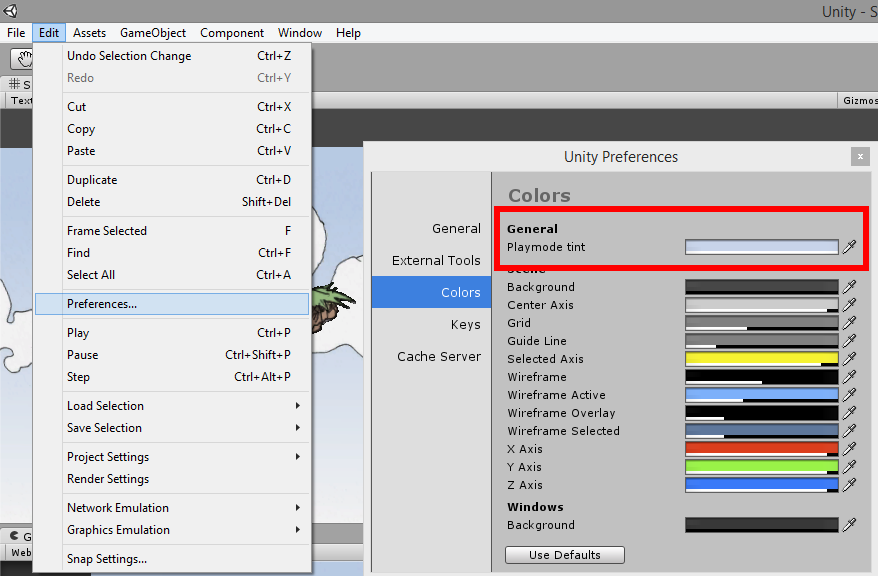 Unity - S
File Edit Assets GameObject Component Window Help
Undo Selection Change Ctrl+Z
Redo Ctrl+Y
Cut Ctrl+X
Copy Ctrl+C
Paste Ctrl+V
Duplicate Ctrl+D
Delete Shift+Del
Frame Selected F
Find Ctrl+F
Select All Ctrl+A
Preferences...
Play Ctrl+P
Pause Ctrl+Shift+P
Step Ctrl+Alt+P
Load Selection
Save Selection
Project Settings
Render Settings
Network Emulation
Graphics Emulation
Snap Settings...
# S
Text
Gizmos
G
Web
Unity Preferences
x
General
External Tools
Colors
Keys
Cache Server
Colors
General
Playmode tint
Scene
Background
Center Axis
Grid
Guide Line
Selected Axis
Wireframe
Wireframe Active
Wireframe Overlay
Wireframe Selected
X Axis
Y Axis
Z Axis
Windows
Background
Use Defaults